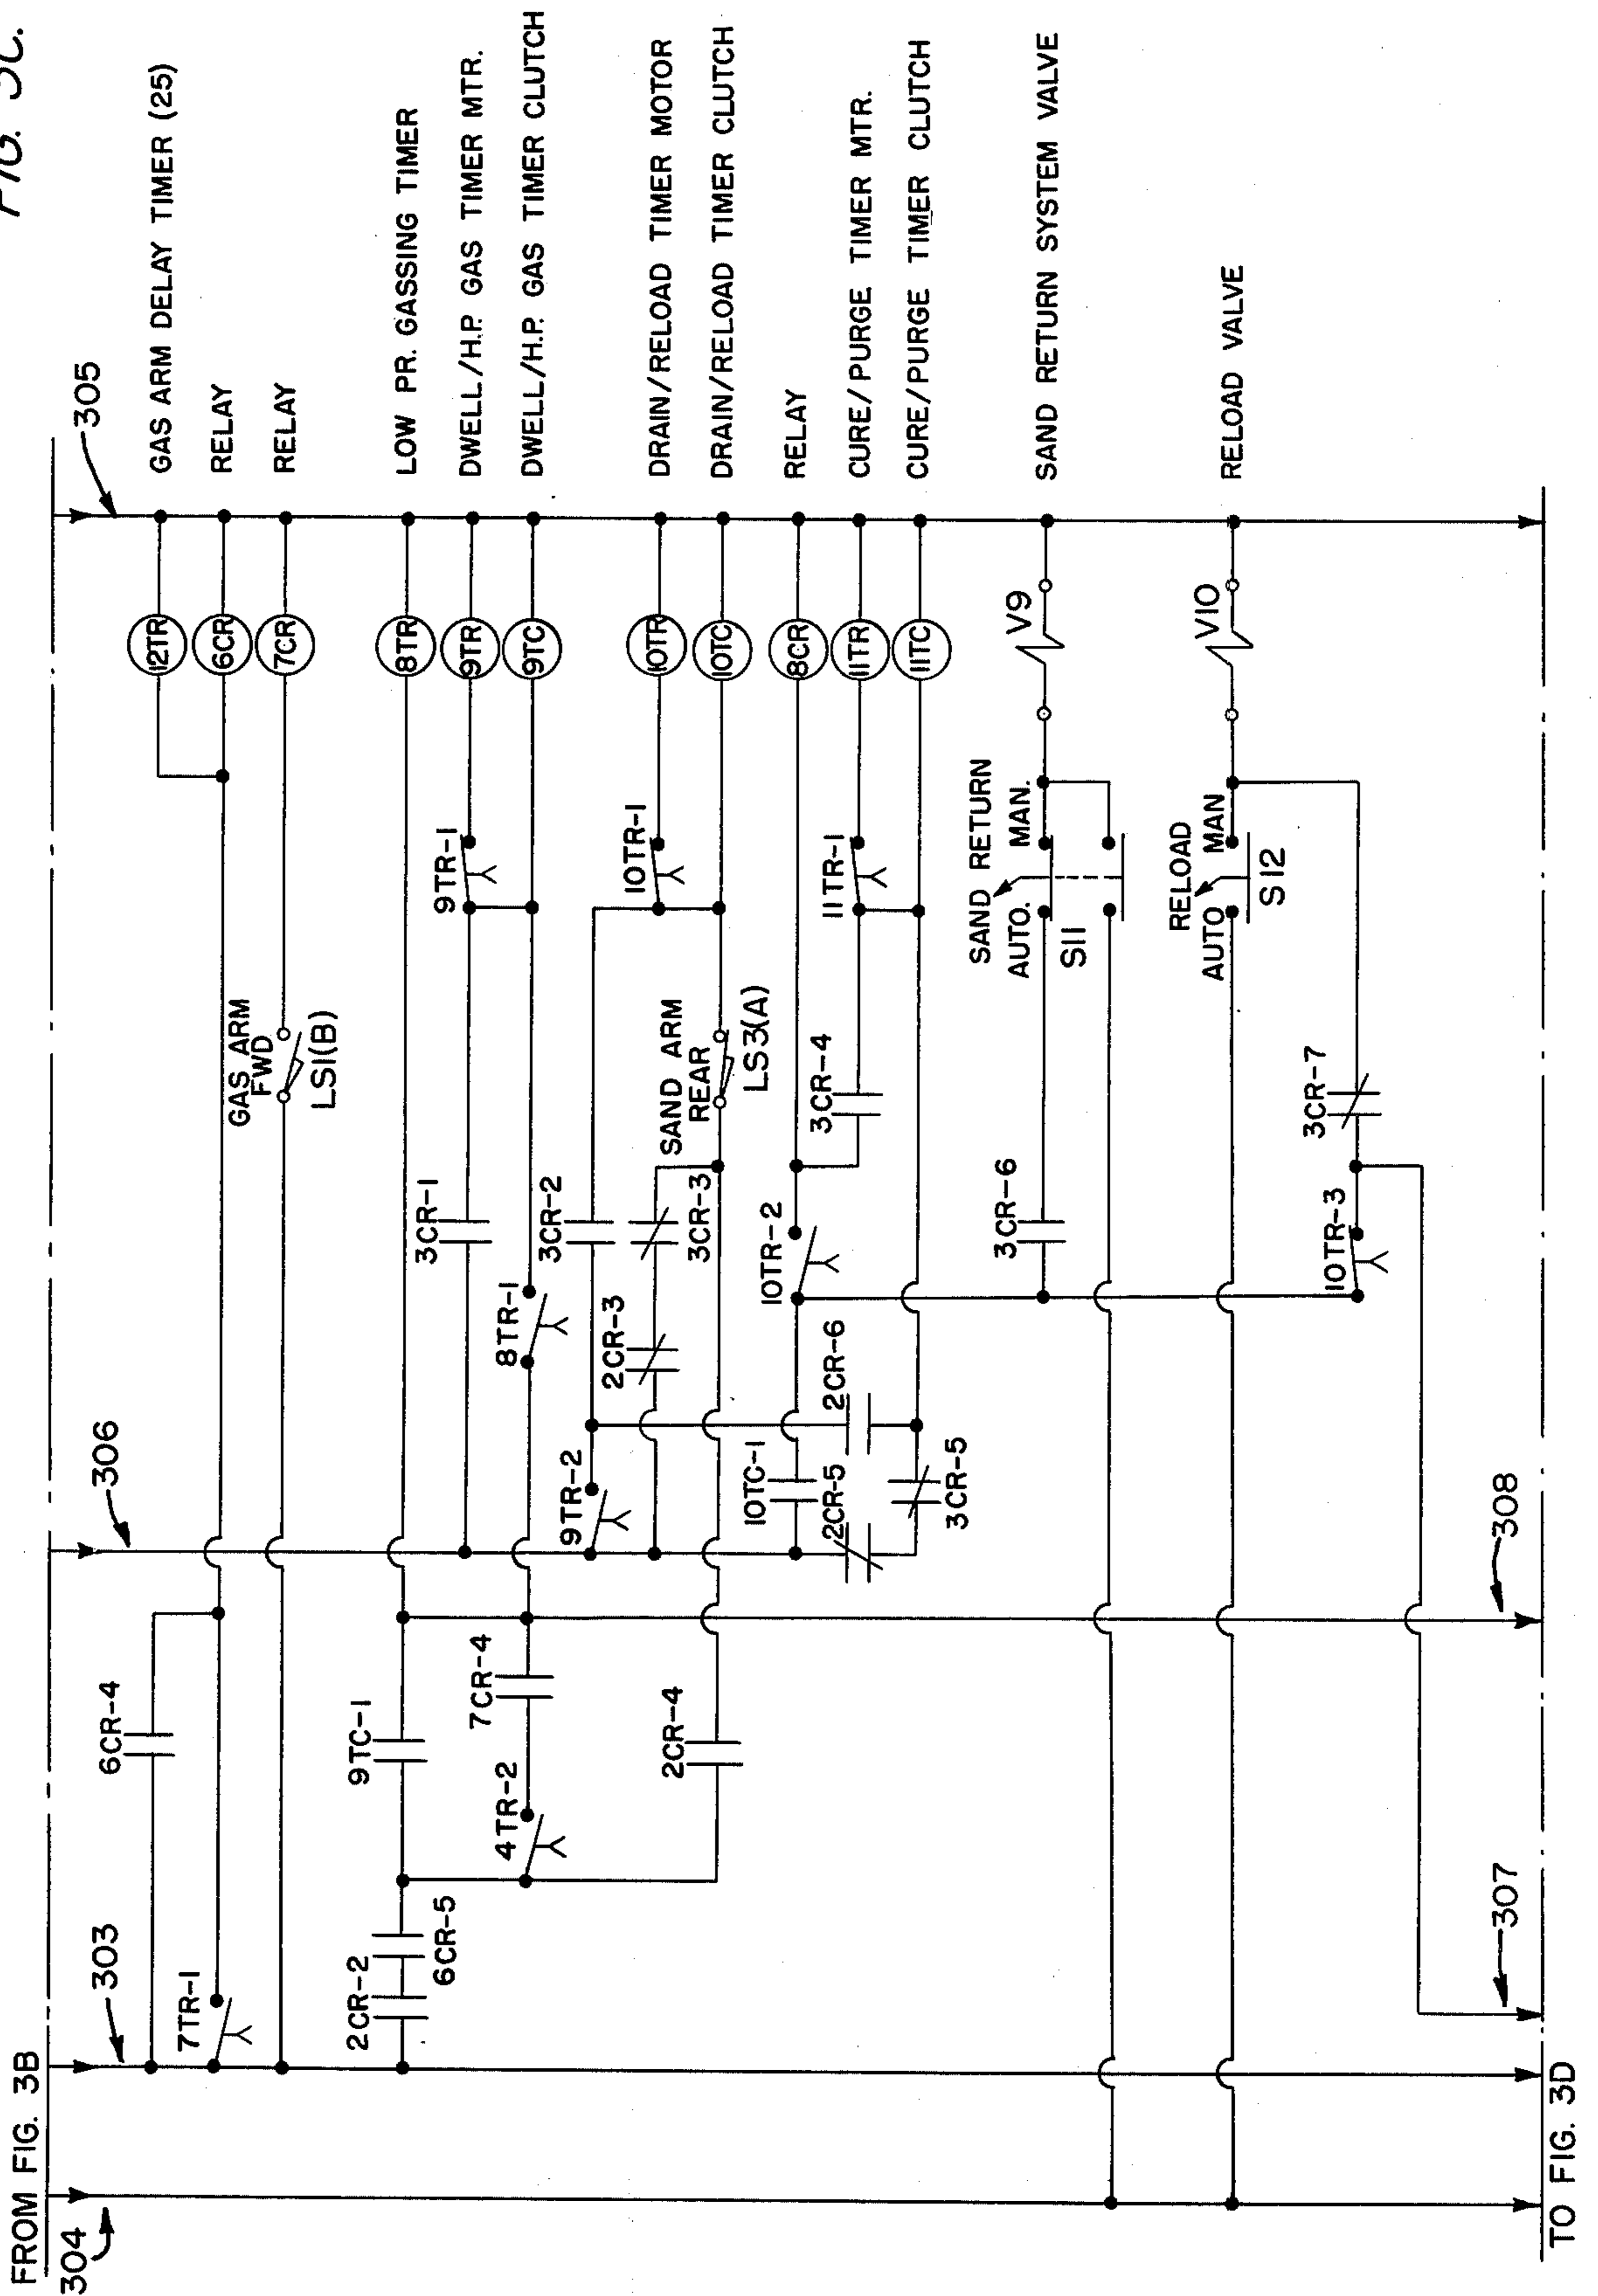 FIG. 3C.
FROM FIG. 3B
304
303
306
305
6CR-4
12TR
GAS ARM DELAY TIMER (25)
7TR-1
6CR
RELAY
GAS ARM
FWD
LS1(B)
7CR
RELAY
2CR-2
6CR-5
9TC-1
8TR
LOW PR. GASSING TIMER
3CR-1
9TR-1
9TR
DWELL/H.P. GAS TIMER MTR.
4TR-2
7CR-4
8TR-1
9TC
DWELL/H.P. GAS TIMER CLUTCH
9TR-2
3CR-2
2CR-3
3CR-3
10TR-1
10TR
DRAIN/RELOAD TIMER MOTOR
2CR-4
SAND ARM
REAR
LS3(A)
10TC
DRAIN/RELOAD TIMER CLUTCH
10TC-1
10TR-2
8CR
RELAY
2CR-5
2CR-6
3CR-4
11TR-1
11TR
CURE/PURGE TIMER MTR.
3CR-5
11TC
CURE/PURGE TIMER CLUTCH
3CR-6
SAND RETURN
AUTO. MAN.
S11
V9
SAND RETURN SYSTEM VALVE
RELOAD
AUTO MAN
S12
V10
RELOAD VALVE
10TR-3
3CR-7
307
308
TO FIG. 3D